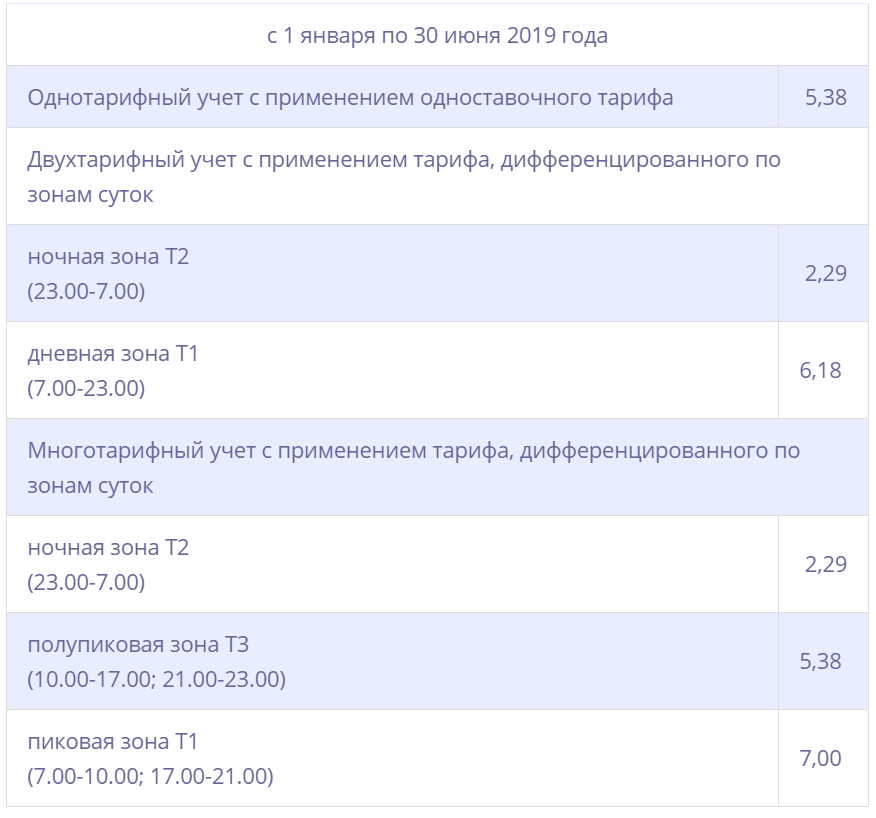 с 1 января по 30 июня 2019 года
Однотарифный учет с применением одноставочного тарифа 5,38
Двухтарифный учет с применением тарифа, дифференцированного по
зонам суток
ночная зона Т2
(23.00-7.00)
2,29
дневная зона Т1
(7.00-23.00)
6,18
Многотарифный учет с применением тарифа, дифференцированного по
зонам суток
ночная зона Т2
(23.00-7.00)
2,29
полупиковая зона Т3
(10.00-17.00; 21.00-23.00)
5,38
пиковая зона Т1
(7.00-10.00; 17.00-21.00)
7,00